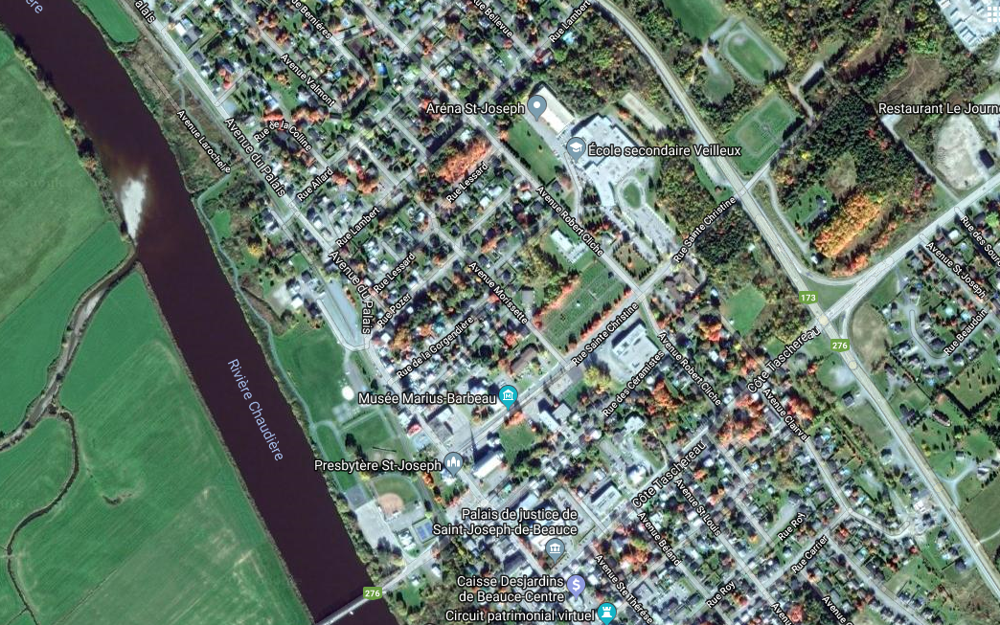 ère
Palais
Rue Bellevue
Rue Lambert
Avenue Valmont
Aréna St-Joseph
Restaurant Le Journe
Rue de la Colline
Avenue du Palais
Avenue Larochelle
École secondaire Veilleux
Rue Allard
Rue Lessard
Rue Lambert
Avenue Robert Cliche
Rue Sainte Christine
Avenue du Palais
Rue Lessard
Avenue Morissette
Avenue St-Joseph
173
Rue Pozer
Rue de la Gorgendière
Rue Sainte Christine
Côte Taschereau
276
Rue Beaudoin
Rivière Chaudière
Rue des Céramistes
Avenue Robert Cliche
Avenue Clairval
Musée Marius-Barbeau
Presbytère St-Joseph
Côte Taschereau
Avenue St-Louis
Palais de justice de
Saint-Joseph-de-Beauce
Avenue Béland
Rue Roy
Rue Carrier
Caisse Desjardins
de Beauce-Centre
Avenue Ste-Thérèse
276
Rue Roy
Circuit patrimonial virtuel